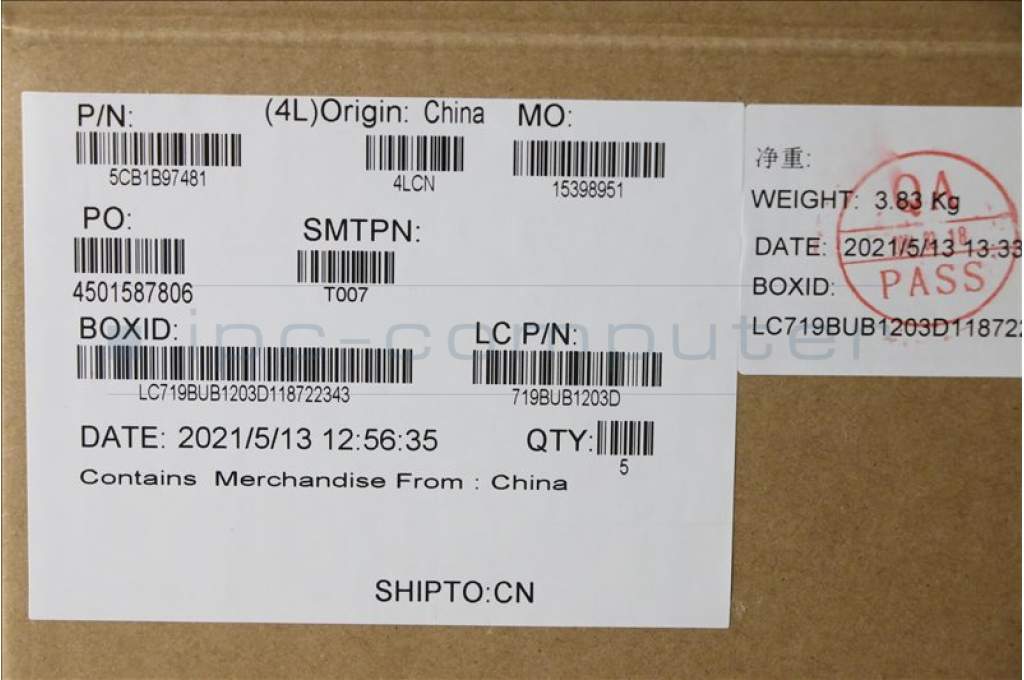 P/N: (4L)Origin: China MO:
5CB1B97481 4LCN 15398951
PO: SMTPN:
4501587806 T007
BOXID: LC P/N:
LC719BUB1203D118722343 719BUB1203D
DATE: 2021/5/13 12:56:35 QTY:
5
Contains Merchandise From : China
SHIPTO:CN
净重:
WEIGHT: 3.83 Kg
DATE: 2021/5/13 13:33
BOXID:
LC719BUB1203D118722
QA
PASS
ipc-computer